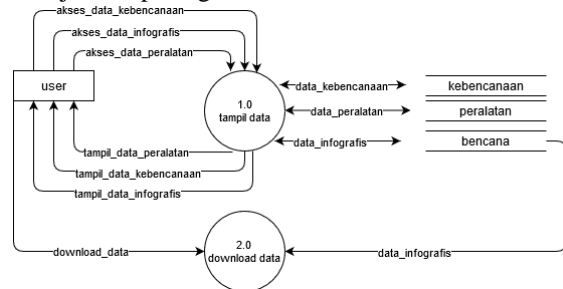 akses_data_kebencanaan
akses_data_infografis
akses_data_peralatan
user
1.0
tampil data
data_kebencanaan
kebencanaan
data_peralatan
peralatan
data_infografis
bencana
tampil_data_peralatan
tampil_data_kebencanaan
tampil_data_infografis
2.0
download data
download_data
data_infografis